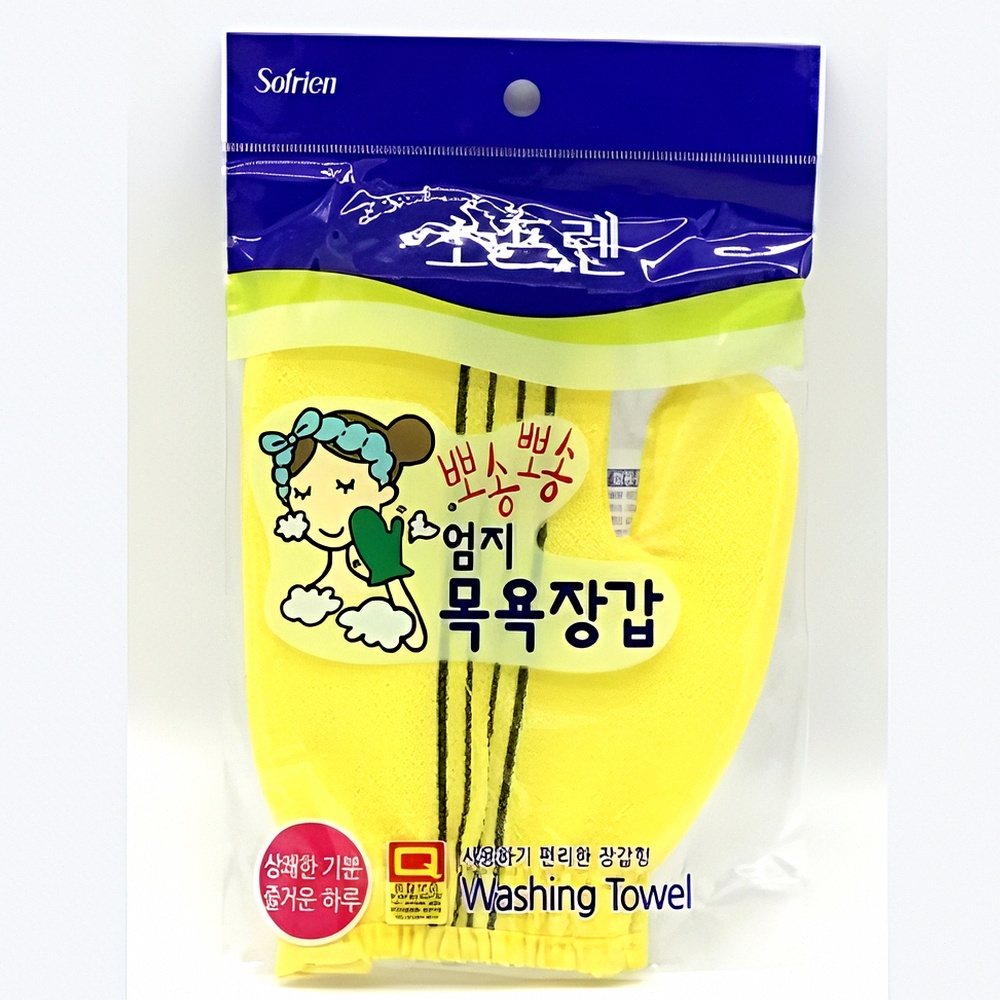 Sofrien
소프렌
뽀송뽀송
엄지
목욕장갑
상쾌한 기분
즐거운 하루
Q
사용하기 편리한 장갑형
Washing Towel